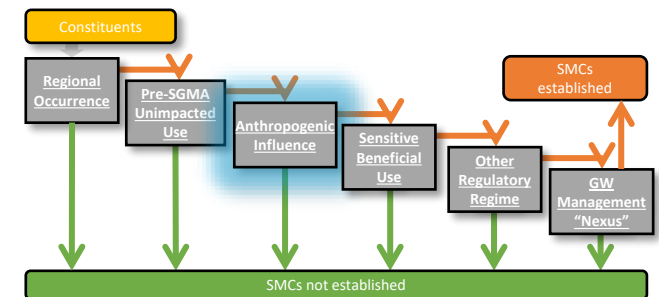 Constituents
Regional
Occurrence
Pre-SGMA
Unimpacted
Use
Anthropogenic
Influence
Sensitive
Beneficial
Use
Other
Regulatory
Regime
GW
Management
“Nexus”
SMCs
established
SMCs not established